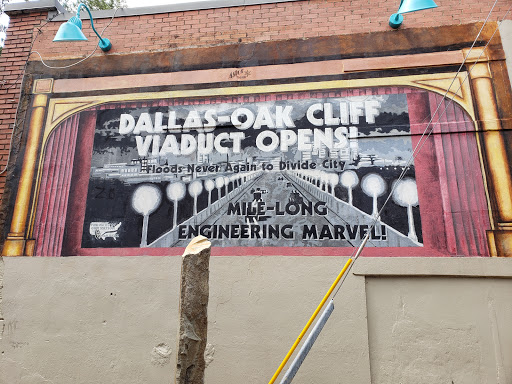 DALLAS-OAK CLIFF
VIADUCT OPENS!
Floods Never Again to Divide City
MILE-LONG
ENGINEERING MARVEL!